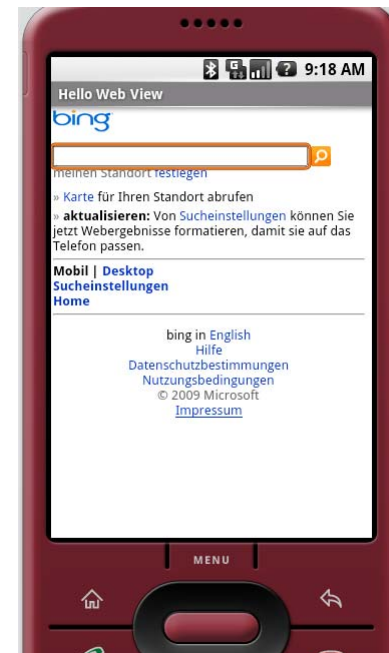 9:18 AM
Hello Web View
bing
meinen Standort festlegen
» Karte für Ihren Standort abrufen
» aktualisieren: Von Sucheinstellungen können Sie
jetzt Webergebnisse formatieren, damit sie auf das
Telefon passen.
Mobil | Desktop
Sucheinstellungen
Home
bing in English
Hilfe
Datenschutzbestimmungen
Nutzungsbedingungen
© 2009 Microsoft
Impressum
MENU